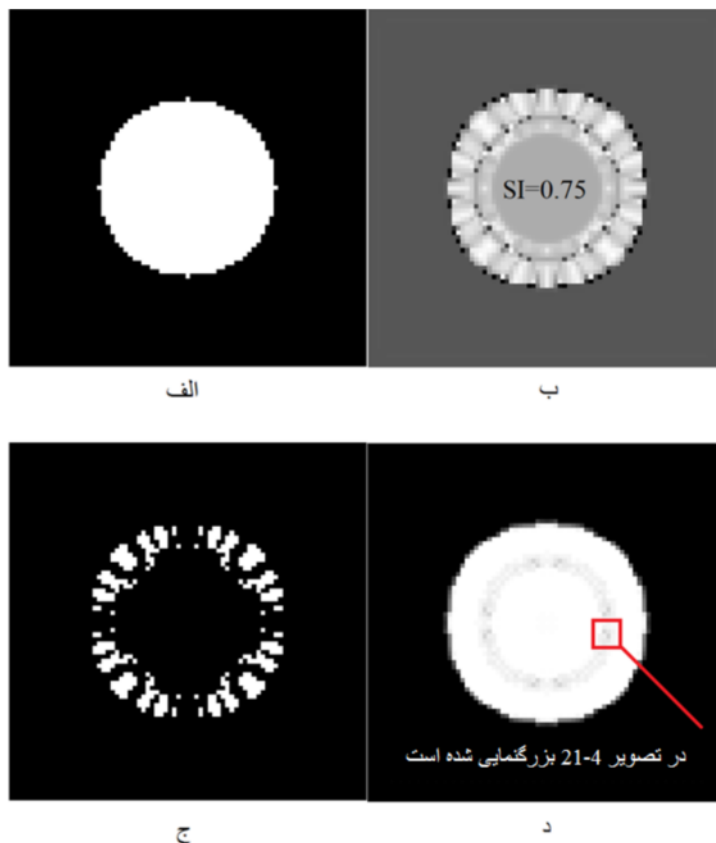 SI=0.75
الف
ب
در تصویر 4-21 بزرگنمایی شده است
ج
د